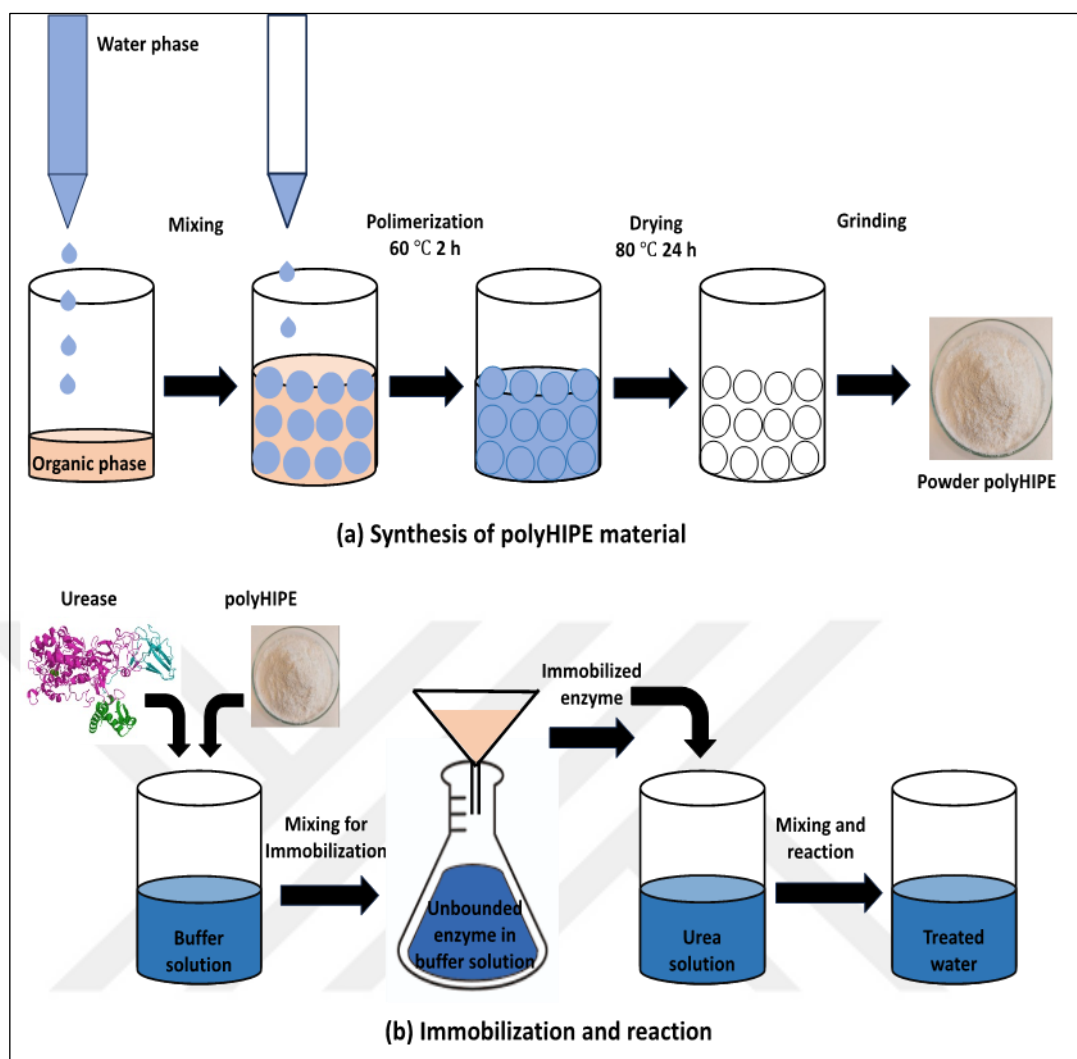 Water phase
Mixing
Polimerization
60 °C 2 h
Drying
80 °C 24 h
Grinding
Organic phase
Powder polyHIPE
(a) Synthesis of polyHIPE material
Urease
polyHIPE
Immobilized
enzyme
Mixing for
Immobilization
Mixing and
reaction
Buffer
solution
Unbounded
enzyme in
buffer solution
Urea
solution
Treated
water
(b) Immobilization and reaction